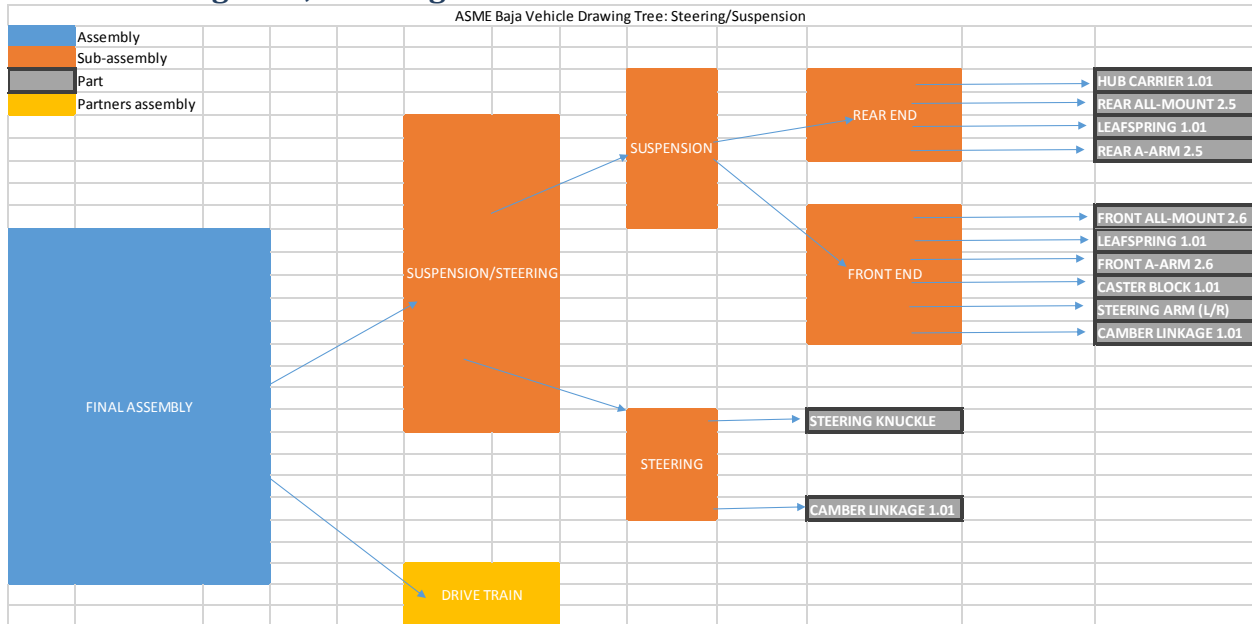 ASME Baja Vehicle Drawing Tree: Steering/Suspension
Assembly
Sub-assembly
Part
Partners assembly
FINAL ASSEMBLY
SUSPENSION/STEERING
DRIVE TRAIN
SUSPENSION
STEERING
REAR END
FRONT END
STEERING KNUCKLE
CAMBER LINKAGE 1.01
HUB CARRIER 1.01
REAR ALL-MOUNT 2.5
LEAFSPRING 1.01
REAR A-ARM 2.5
FRONT ALL-MOUNT 2.6
LEAFSPRING 1.01
FRONT A-ARM 2.6
CASTER BLOCK 1.01
STEERING ARM (L/R)
CAMBER LINKAGE 1.01